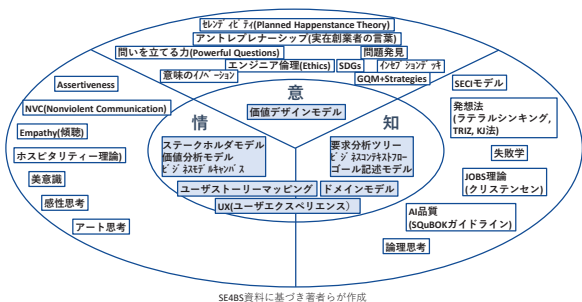 セレンディピティ(Planned Happenstance Theory)
アントレプレナーシップ(実在創業者の言葉)
問いを立てる力(Powerful Questions)
問題発見
エンジニア倫理(Ethics)
SDGs
インセプションデッキ
意味のイノベーション
GQM+Strategies
Assertiveness
NVC(Nonviolent Communication)
Empathy(傾聴)
ホスピタリティー理論)
美意識
感性思考
アート思考
意
価値デザインモデル
情
ステークホルダモデル
価値分析モデル
ビジネスモデルキャンバス
知
要求分析ツリー
ビジネスコンテキストフロー
ゴール記述モデル
ユーザストーリーマッピング
ドメインモデル
UX(ユーザエクスペリエンス)
SECIモデル
発想法
(ラテラルシンキング,
TRIZ, KJ法)
失敗学
JOBS理論
(クリステンセン)
AI品質
(SQuBOKガイドライン)
論理思考
SE4BS資料に基づき著者らが作成